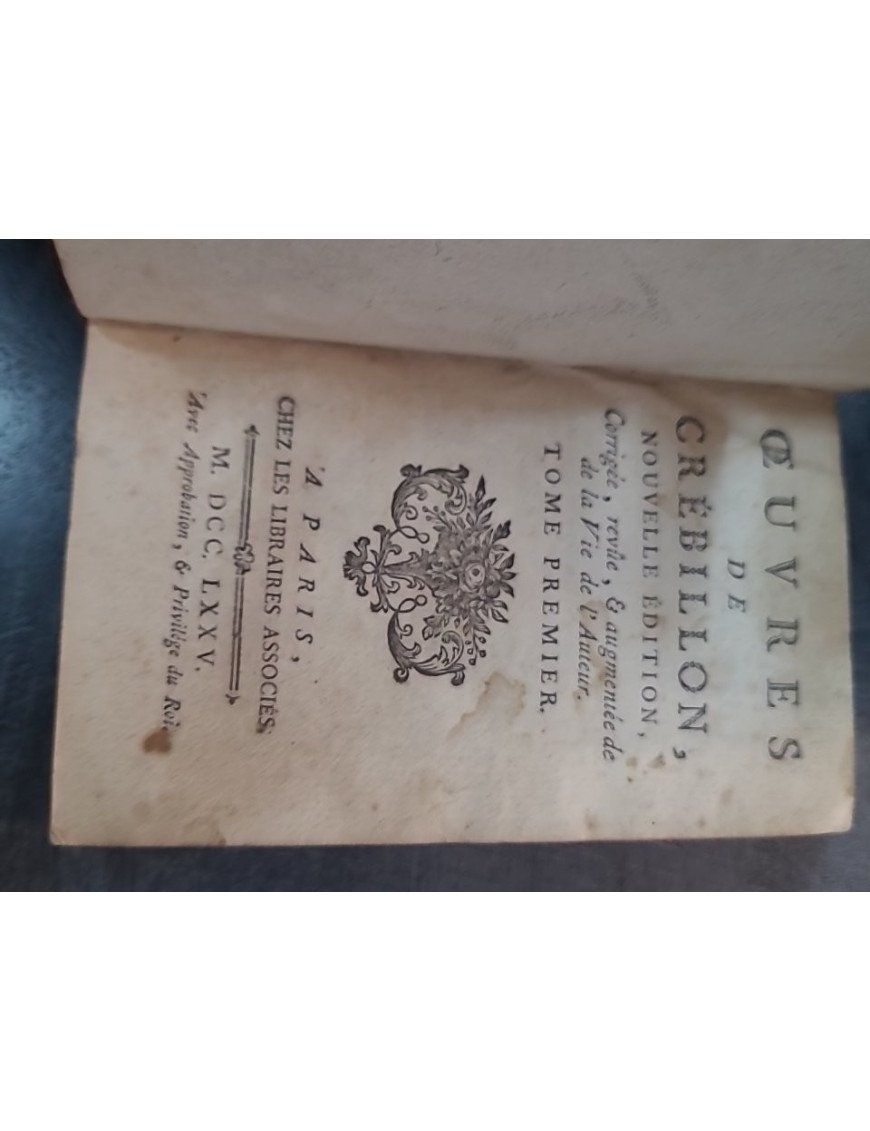 ŒUVRES
DE
CRÉBILLON,
NOUVELLE ÉDITION,
Corrigée, revûe, & augmentée de
de la Vie de l'Auteur.
TOME PREMIER.
A PARIS,
CHEZ LES LIBRAIRES ASSOCIÉS.
M. DCC. LXXV.
Avec Approbation, & Privilége du Roi.